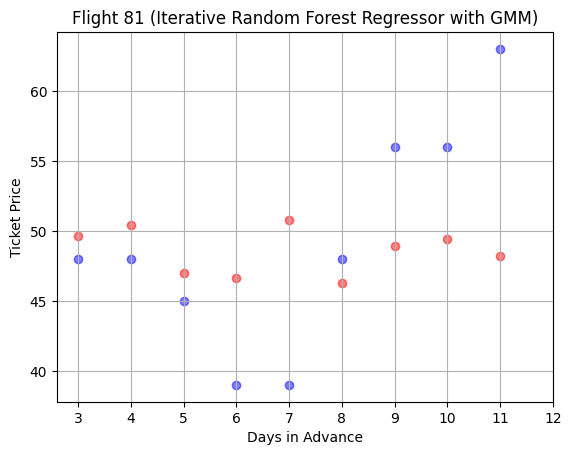 Flight 81 (Iterative Random Forest Regressor with GMM)
60
55
50
45
40
Ticket Price
3 4 5 6 7 8 9 10 11 12
Days in Advance